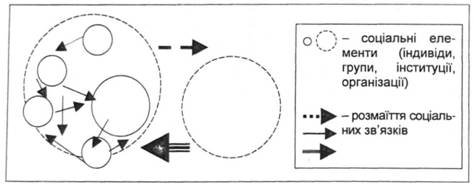 – соціальні еле-
менти (індивіди,
групи, інституції,
організації)
– розмаїття соціаль-
них зв'язків